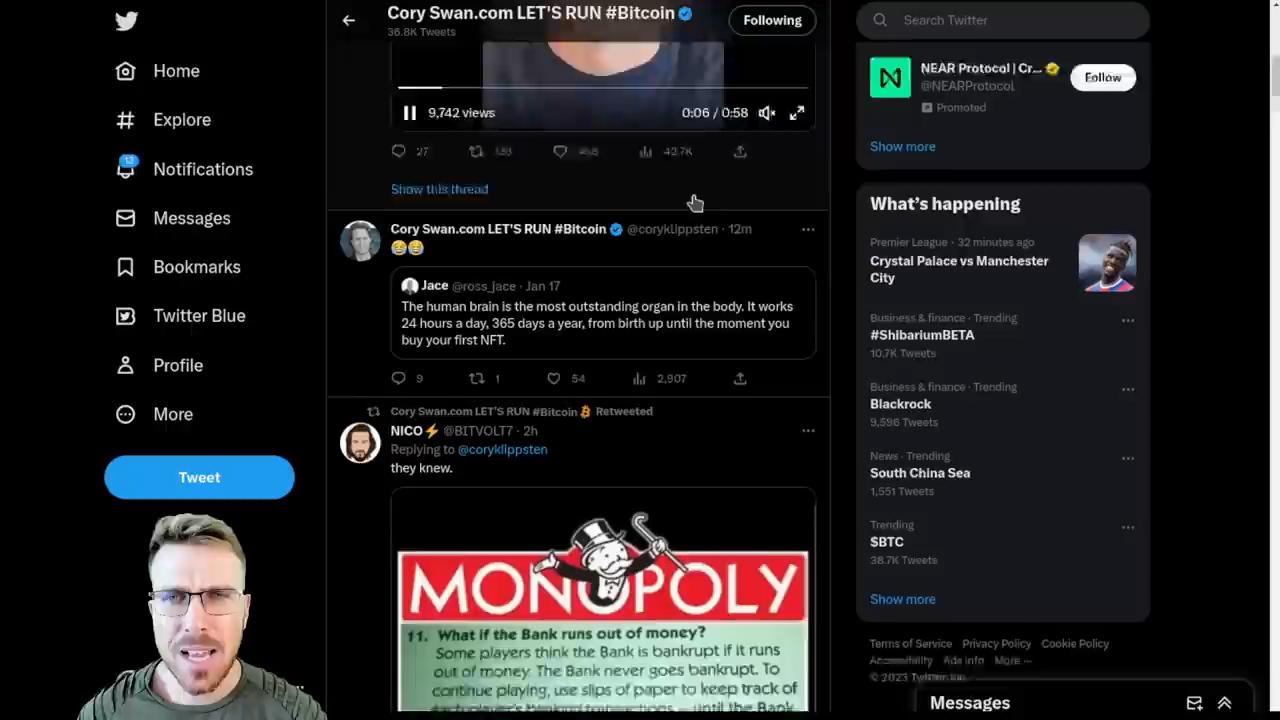 Cory Swan.com LET'S RUN #Bitcoin
36.8K Tweets
Following
Home
Explore
13
Notifications
Messages
Bookmarks
Twitter Blue
Profile
More
Tweet
9,742 views
0:06 / 0:58
27
42.7K
Show this thread
Cory Swan.com LET'S RUN #Bitcoin @coryklippsten · 12m
😂😂
Jace @ross_jace · Jan 17
The human brain is the most outstanding organ in the body. It works
24 hours a day, 365 days a year, from birth up until the moment you
buy your first NFT.
9
1
54
2,907
Cory Swan.com LET'S RUN #Bitcoin Retweeted
NICO⚡ @BITVOLT7 · 2h
Replying to @coryklippsten
they knew.
MONOPOLY
11. What if the Bank runs out of money?
Some players think the Bank is bankrupt if it runs
out of money. The Bank never goes bankrupt. To
continue playing, use slips of paper to keep track of
each player's banking transactions — until the Bank
Search Twitter
NEAR Protocol | Cr...
@NEARProtocol
Promoted
Follow
Show more
What's happening
Premier League · 32 minutes ago
Crystal Palace vs Manchester
City
Business & finance · Trending
#ShibariumBETA
10.7K Tweets
Business & finance · Trending
Blackrock
9,596 Tweets
News · Trending
South China Sea
1,551 Tweets
Trending
$BTC
38.7K Tweets
Show more
Terms of Service Privacy Policy Cookie Policy
Accessibility Ads info More ···
© 2023 Twitter, Inc.
Messages